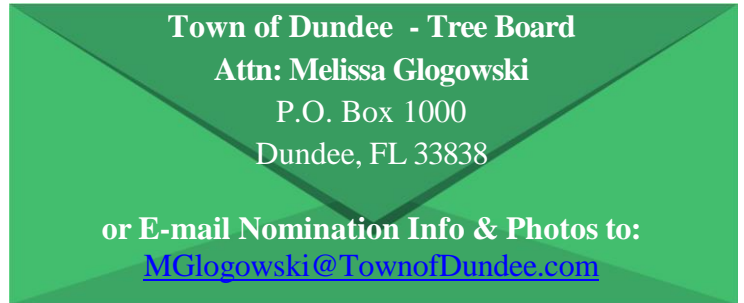 Town of Dundee - Tree Board
Attn: Melissa Glogowski
P.O. Box 1000
Dundee, FL 33838
or E-mail Nomination Info & Photos to:
MGlogowski@TownofDundee.com